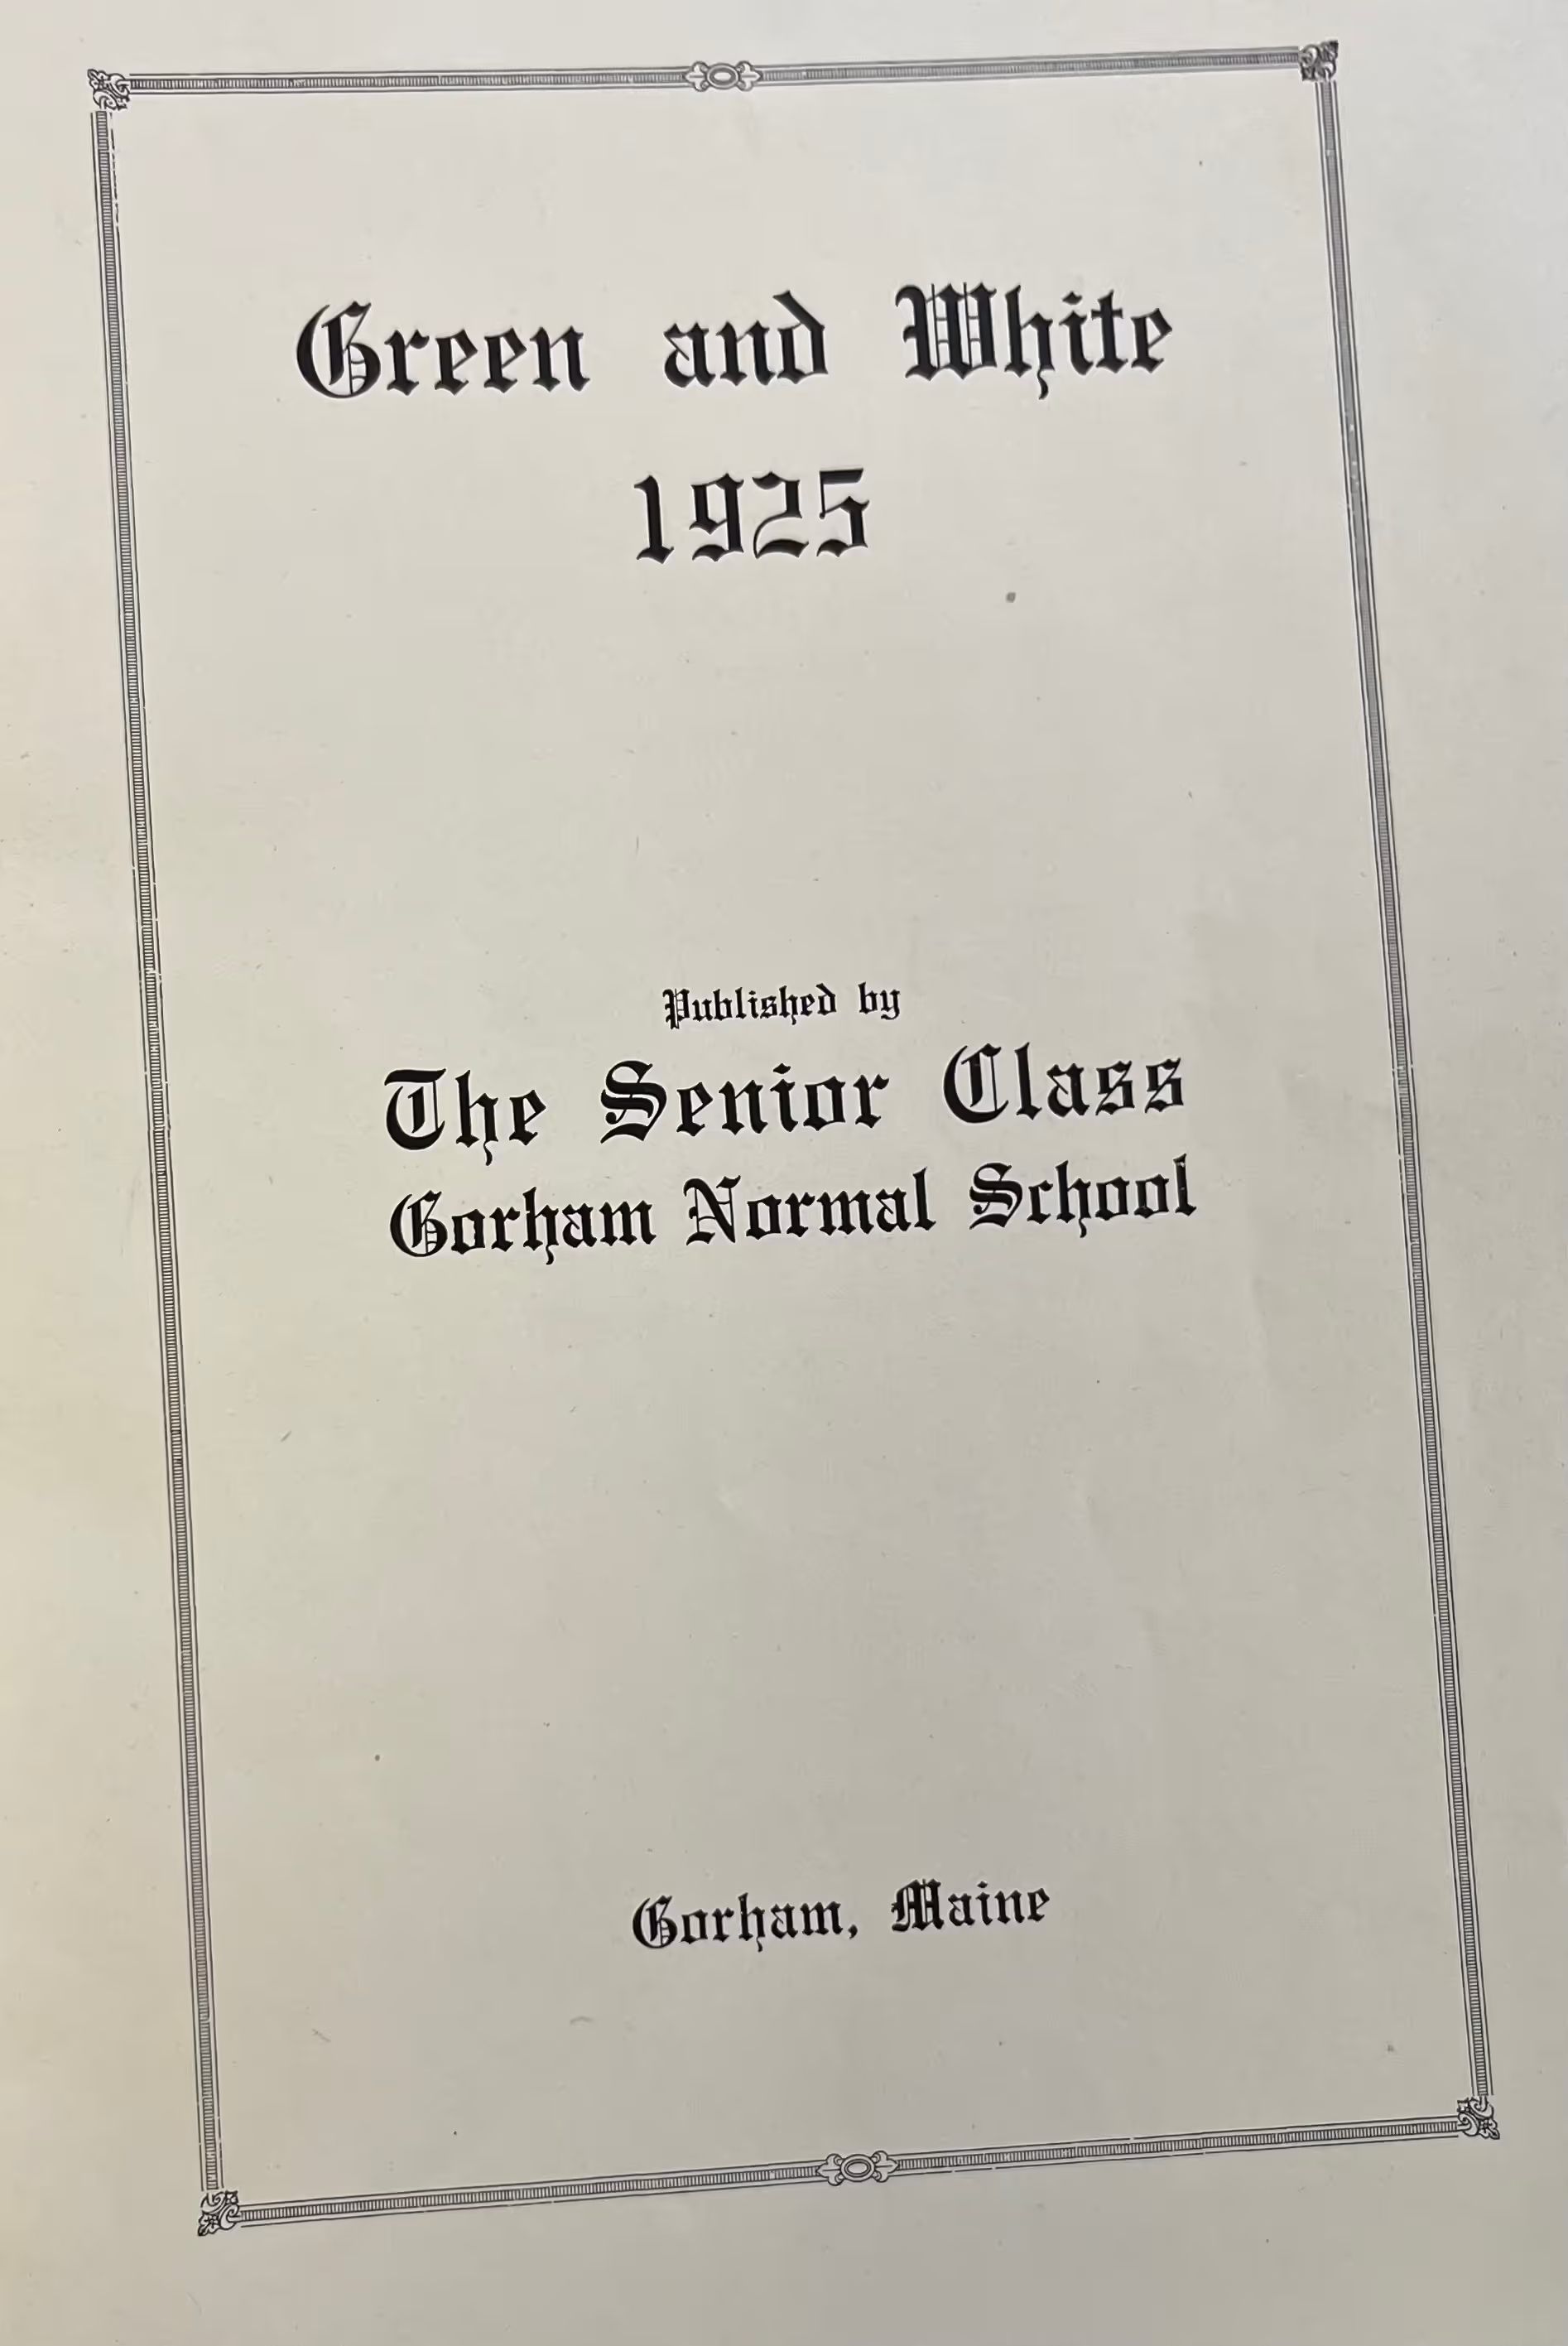 Green and White
1925
Published by
The Senior Class
Gorham Normal School
Gorham, Maine